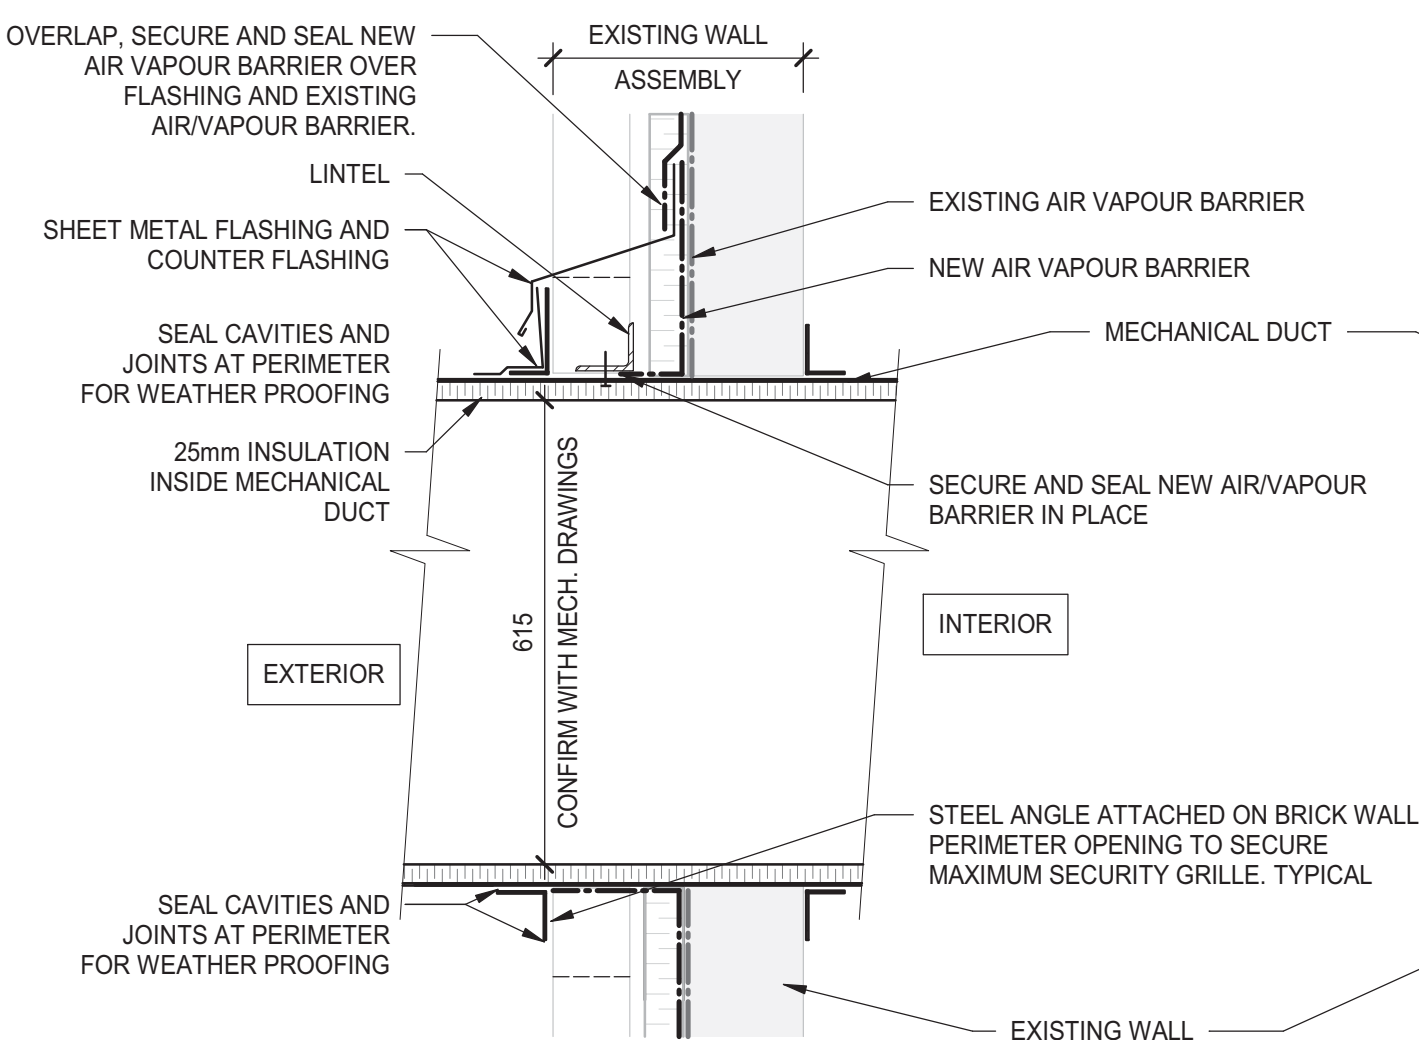 OVERLAP, SECURE AND SEAL NEW
AIR VAPOUR BARRIER OVER
FLASHING AND EXISTING
AIR/VAPOUR BARRIER.
EXISTING WALL
ASSEMBLY
LINTEL
SHEET METAL FLASHING AND
COUNTER FLASHING
SEAL CAVITIES AND
JOINTS AT PERIMETER
FOR WEATHER PROOFING
25mm INSULATION
INSIDE MECHANICAL
DUCT
EXISTING AIR VAPOUR BARRIER
NEW AIR VAPOUR BARRIER
MECHANICAL DUCT
SECURE AND SEAL NEW AIR/VAPOUR
BARRIER IN PLACE
615
CONFIRM WITH MECH. DRAWINGS
EXTERIOR
INTERIOR
STEEL ANGLE ATTACHED ON BRICK WALL
PERIMETER OPENING TO SECURE
MAXIMUM SECURITY GRILLE. TYPICAL
SEAL CAVITIES AND
JOINTS AT PERIMETER
FOR WEATHER PROOFING
EXISTING WALL